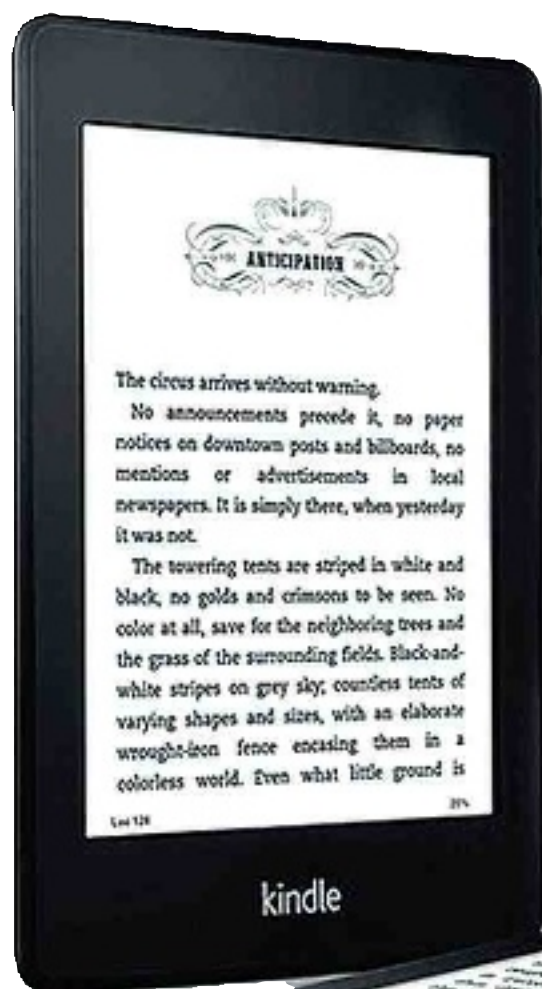 ANTICIPATION
The circus arrives without warning.
No announcements precede it, no paper
notices on downtown posts and billboards, no
mentions or advertisements in local
newspapers. It is simply there, when yesterday
it was not.
The towering tents are striped in white and
black, no golds and crimsons to be seen. No
color at all, save for the neighboring trees and
the grass of the surrounding fields. Black-and-
white stripes on grey sky; countless tents of
varying shapes and sizes, with an elaborate
wrought-iron fence encasing them in a
colorless world. Even what little ground is
kindle